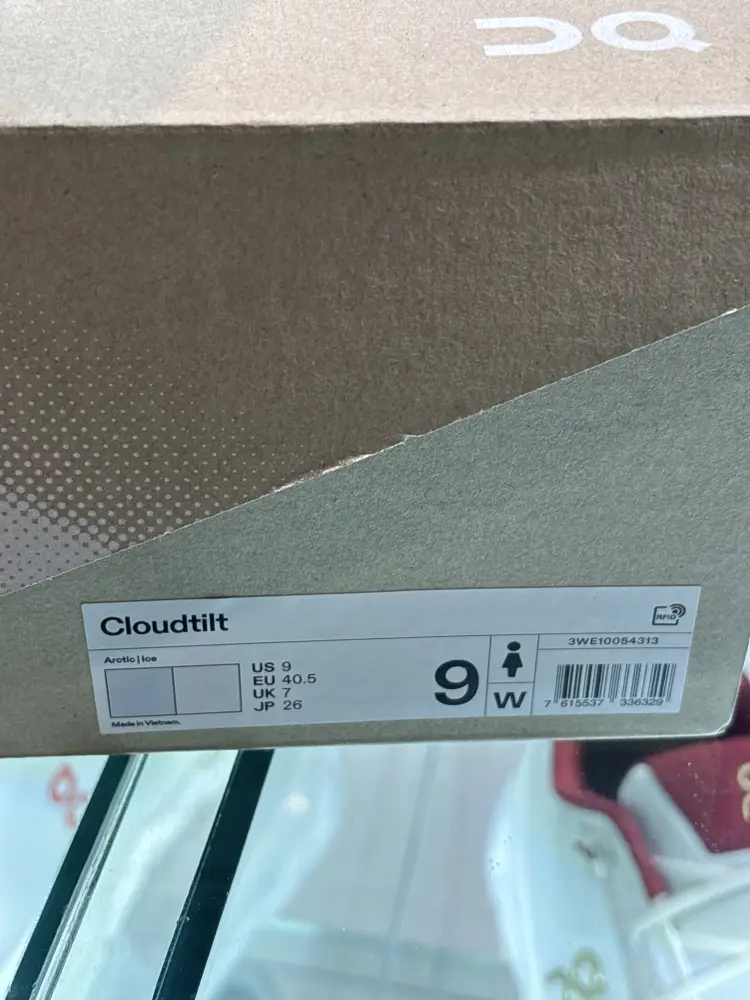 On
Cloudtilt
RFID
Arctic | Ice
US 9
EU 40.5
UK 7
JP 26
9
W
3WE10054313
7 615537 336329
Made in Vietnam.